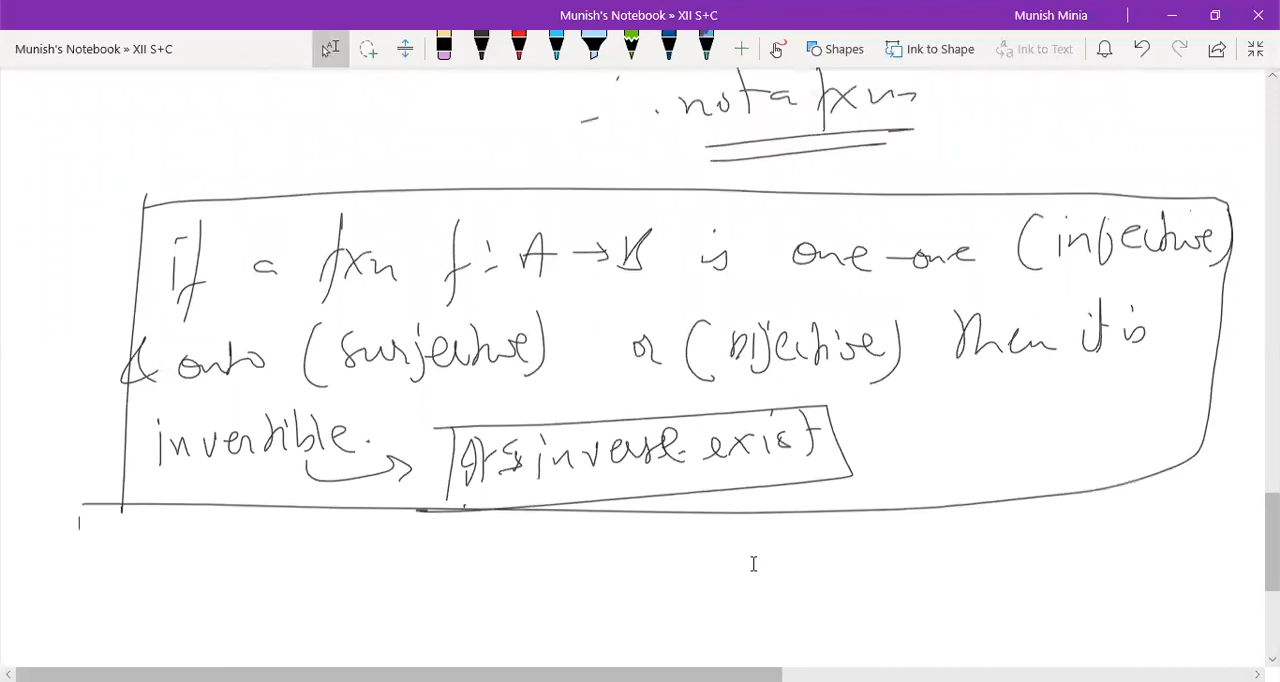 Munish's Notebook » XII S+C
Munish Minia
Munish's Notebook » XII S+C
Shapes
Ink to Shape
Ink to Text
∴ not a fxn
if a fxn f : A → B is one-one (injective)
& onto (surjective) or (bijective) then it is
invertible. → its inverse exist